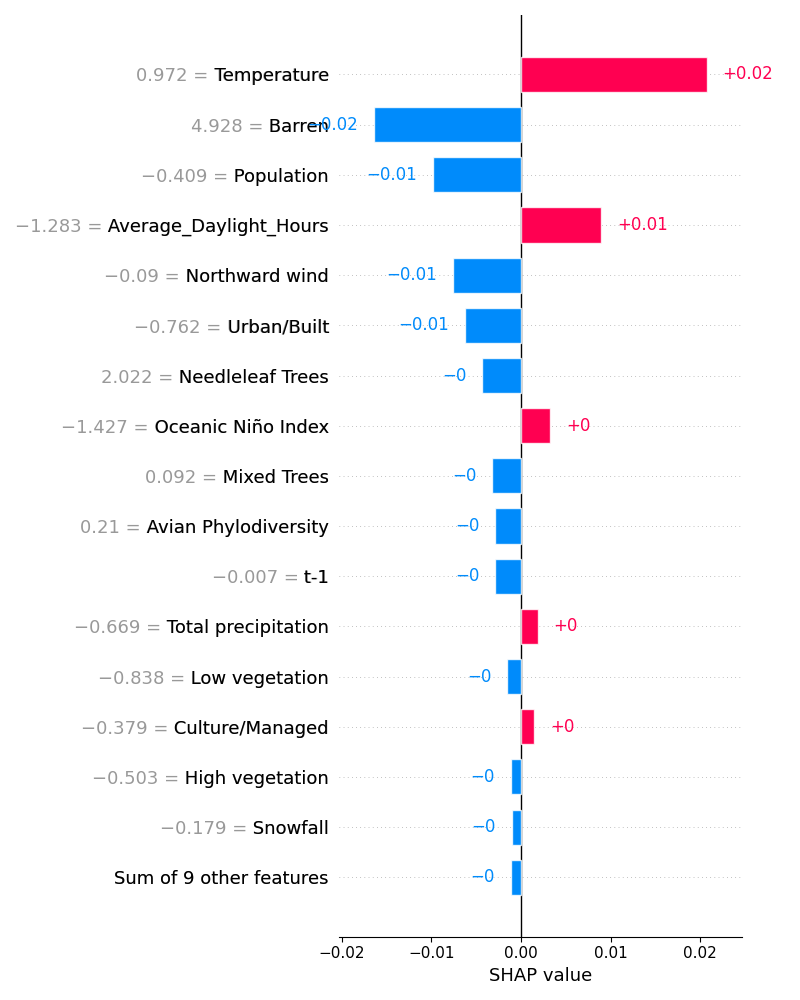 0.972 = Temperature +0.02
4.928 = Barren −0.02
−0.409 = Population −0.01
−1.283 = Average_Daylight_Hours +0.01
−0.09 = Northward wind −0.01
−0.762 = Urban/Built −0.01
2.022 = Needleleaf Trees −0
−1.427 = Oceanic Niño Index +0
0.092 = Mixed Trees −0
0.21 = Avian Phylodiversity −0
−0.007 = t-1 −0
−0.669 = Total precipitation +0
−0.838 = Low vegetation −0
−0.379 = Culture/Managed +0
−0.503 = High vegetation −0
−0.179 = Snowfall −0
Sum of 9 other features −0
−0.02 −0.01 0.00 0.01 0.02
SHAP value